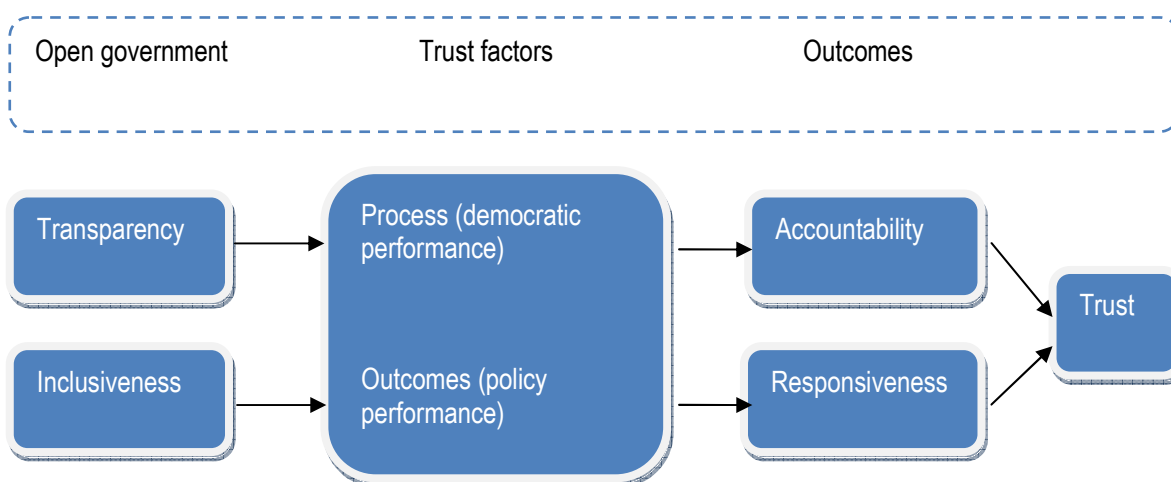 Open government
Trust factors
Outcomes
Transparency
Process (democratic
performance)
Accountability
Trust
Inclusiveness
Outcomes (policy
performance)
Responsiveness